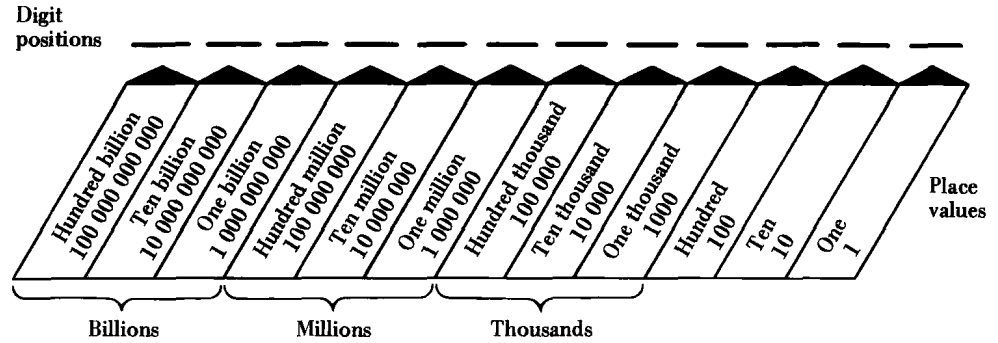 Digit
positions
Hundred billion
100 000 000 000
Ten billion
10 000 000 000
One billion
1 000 000 000
Hundred million
100 000 000
Ten million
10 000 000
One million
1 000 000
Hundred thousand
100 000
Ten thousand
10 000
One thousand
1000
Hundred
100
Ten
10
One
1
Place
values
Billions
Millions
Thousands